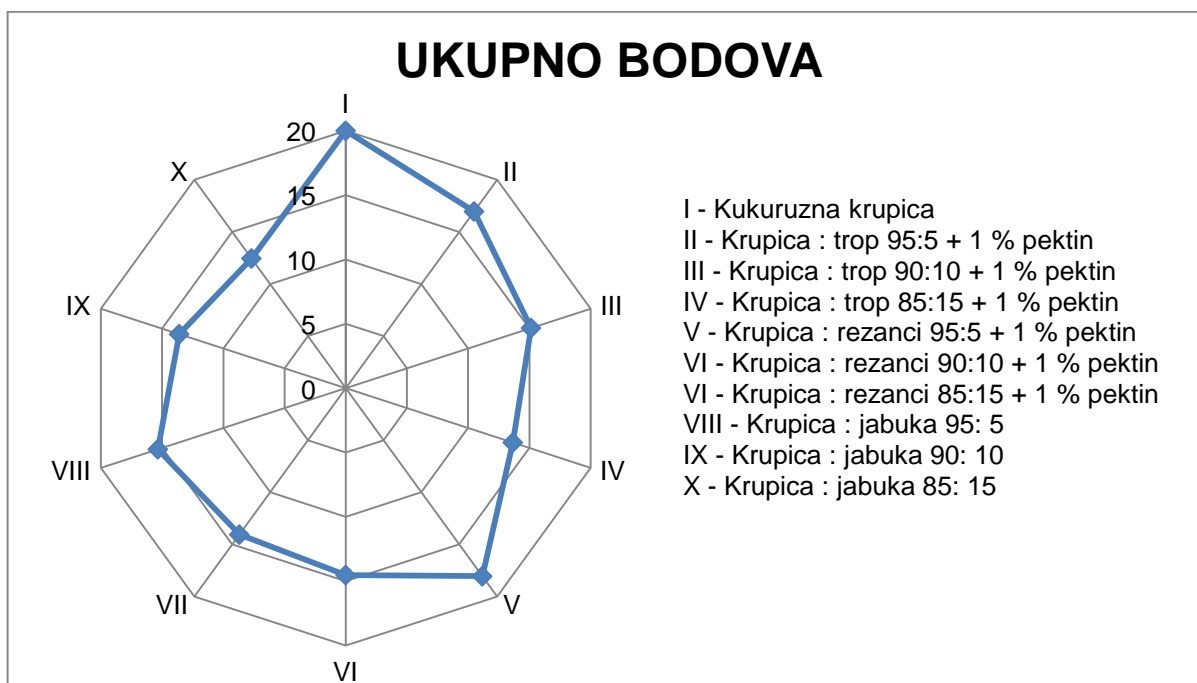 UKUPNO BODOVA
I
II
III
IV
V
VI
VII
VIII
IX
X
20
15
10
5
0
I - Kukuruzna krupica
II - Krupica : trop 95:5 + 1 % pektin
III - Krupica : trop 90:10 + 1 % pektin
IV - Krupica : trop 85:15 + 1 % pektin
V - Krupica : rezanci 95:5 + 1 % pektin
VI - Krupica : rezanci 90:10 + 1 % pektin
VI - Krupica : rezanci 85:15 + 1 % pektin
VIII - Krupica : jabuka 95: 5
IX - Krupica : jabuka 90: 10
X - Krupica : jabuka 85: 15